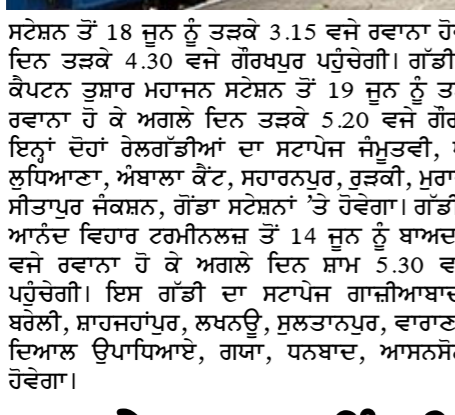 ਸਟੇਸ਼ਨ ਤੋਂ 18 ਜੂਨ ਨੂੰ ਤੜਕੇ 3.15 ਵਜੇ ਰਵਾਨਾ
ਦਿਨ ਤੜਕੇ 4.30 ਵਜੇ ਗੌਰਖਪੁਰ ਪਹੁੰਚੇਗੀ। ਗੱਡੀ
ਕੈਪਟਨ ਤੁਸ਼ਾਰ ਮਹਾਜਨ ਸਟੇਸ਼ਨ ਤੋਂ 19 ਜੂਨ ਨੂੰ
ਰਵਾਨਾ ਹੋ ਕੇ ਅਗਲੇ ਦਿਨ ਤੜਕੇ 5.20 ਵਜੇ
ਇਨ੍ਹਾਂ ਦੋਹਾਂ ਰੇਲਗੱਡੀਆਂ ਦਾ ਸਟਾਪੇਜ ਜੰਮੂਤਵੀ,
ਲੁਧਿਆਣਾ, ਅੰਬਾਲਾ ਕੈਂਟ, ਸਹਾਰਨਪੁਰ, ਰੁੜਕੀ,
ਸੀਤਾਪੁਰ ਜੰਕਸ਼ਨ, ਗੋਂਡਾ ਸਟੇਸ਼ਨਾਂ ’ਤੇ ਹੋਵੇਗਾ। ਗੱਡੀ
ਆਨੰਦ ਵਿਹਾਰ ਟਰਮੀਨਲਜ਼ ਤੋਂ 14 ਜੂਨ ਨੂੰ
ਵਜੇ ਰਵਾਨਾ ਹੋ ਕੇ ਅਗਲੇ ਦਿਨ ਸ਼ਾਮ 5.30
ਪਹੁੰਚੇਗੀ। ਇਸ ਗੱਡੀ ਦਾ ਸਟਾਪੇਜ ਗਾਜ਼ੀਆਬਾਦ
ਬਰੇਲੀ, ਸ਼ਾਹਜਹਾਂਪੁਰ, ਲਖਨਊ, ਸੁਲਤਾਨਪੁਰ,
ਦਿਆਲ ਉਪਾਧਿਆਏ, ਗਯਾ, ਧਨਬਾਦ,
ਹੋਵੇਗਾ।